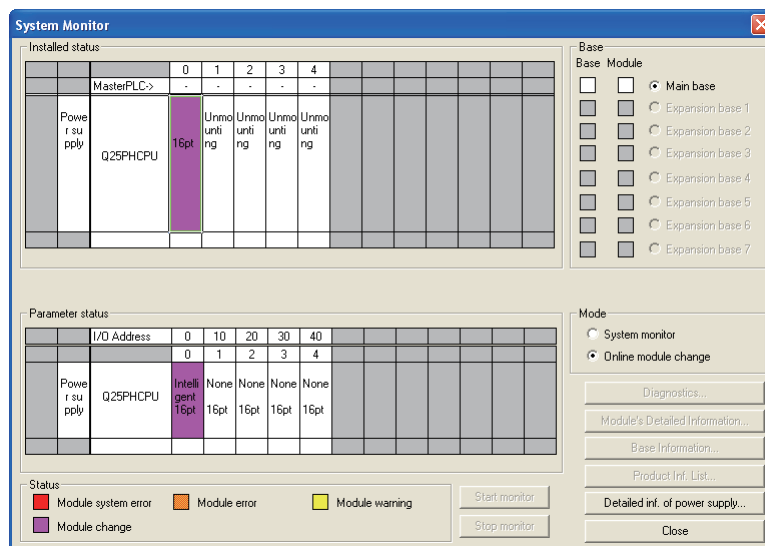 System Monitor
Installed status
0 1 2 3 4
MasterPLC-> - - - - -
Powe
r su
pply
Q25PHCPU
16pt
Unmo
unti
ng
Unmo
unti
ng
Unmo
unti
ng
Unmo
unti
ng
Base
Base Module
Main base
Expansion base 1
Expansion base 2
Expansion base 3
Expansion base 4
Expansion base 5
Expansion base 6
Expansion base 7
Parameter status
I/O Address 0 10 20 30 40
0 1 2 3 4
Powe
r su
pply
Q25PHCPU
Intelli
gent
16pt
None
16pt
None
16pt
None
16pt
None
16pt
Mode
System monitor
Online module change
Diagnostics...
Module's Detailed Information...
Base Information...
Product Inf. List...
Detailed inf. of power supply...
Close
Status
Module system error
Module error
Module warning
Module change
Start monitor
Stop monitor